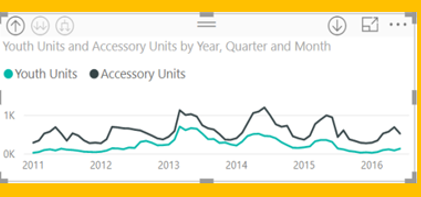 Youth Units and Accessory Units by Year, Quarter and Month
Youth Units Accessory Units
1K
0K
2011 2012 2013 2014 2015 2016